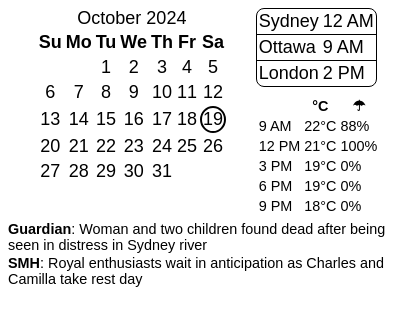 October 2024
Su Mo Tu We Th Fr Sa
1 2 3 4 5
6 7 8 9 10 11 12
13 14 15 16 17 18 19
20 21 22 23 24 25 26
27 28 29 30 31
Sydney 12 AM
Ottawa 9 AM
London 2 PM
°C ☂
9 AM 22°C 88%
12 PM 21°C 100%
3 PM 19°C 0%
6 PM 19°C 0%
9 PM 18°C 0%
Guardian: Woman and two children found dead after being
seen in distress in Sydney river
SMH: Royal enthusiasts wait in anticipation as Charles and
Camilla take rest day